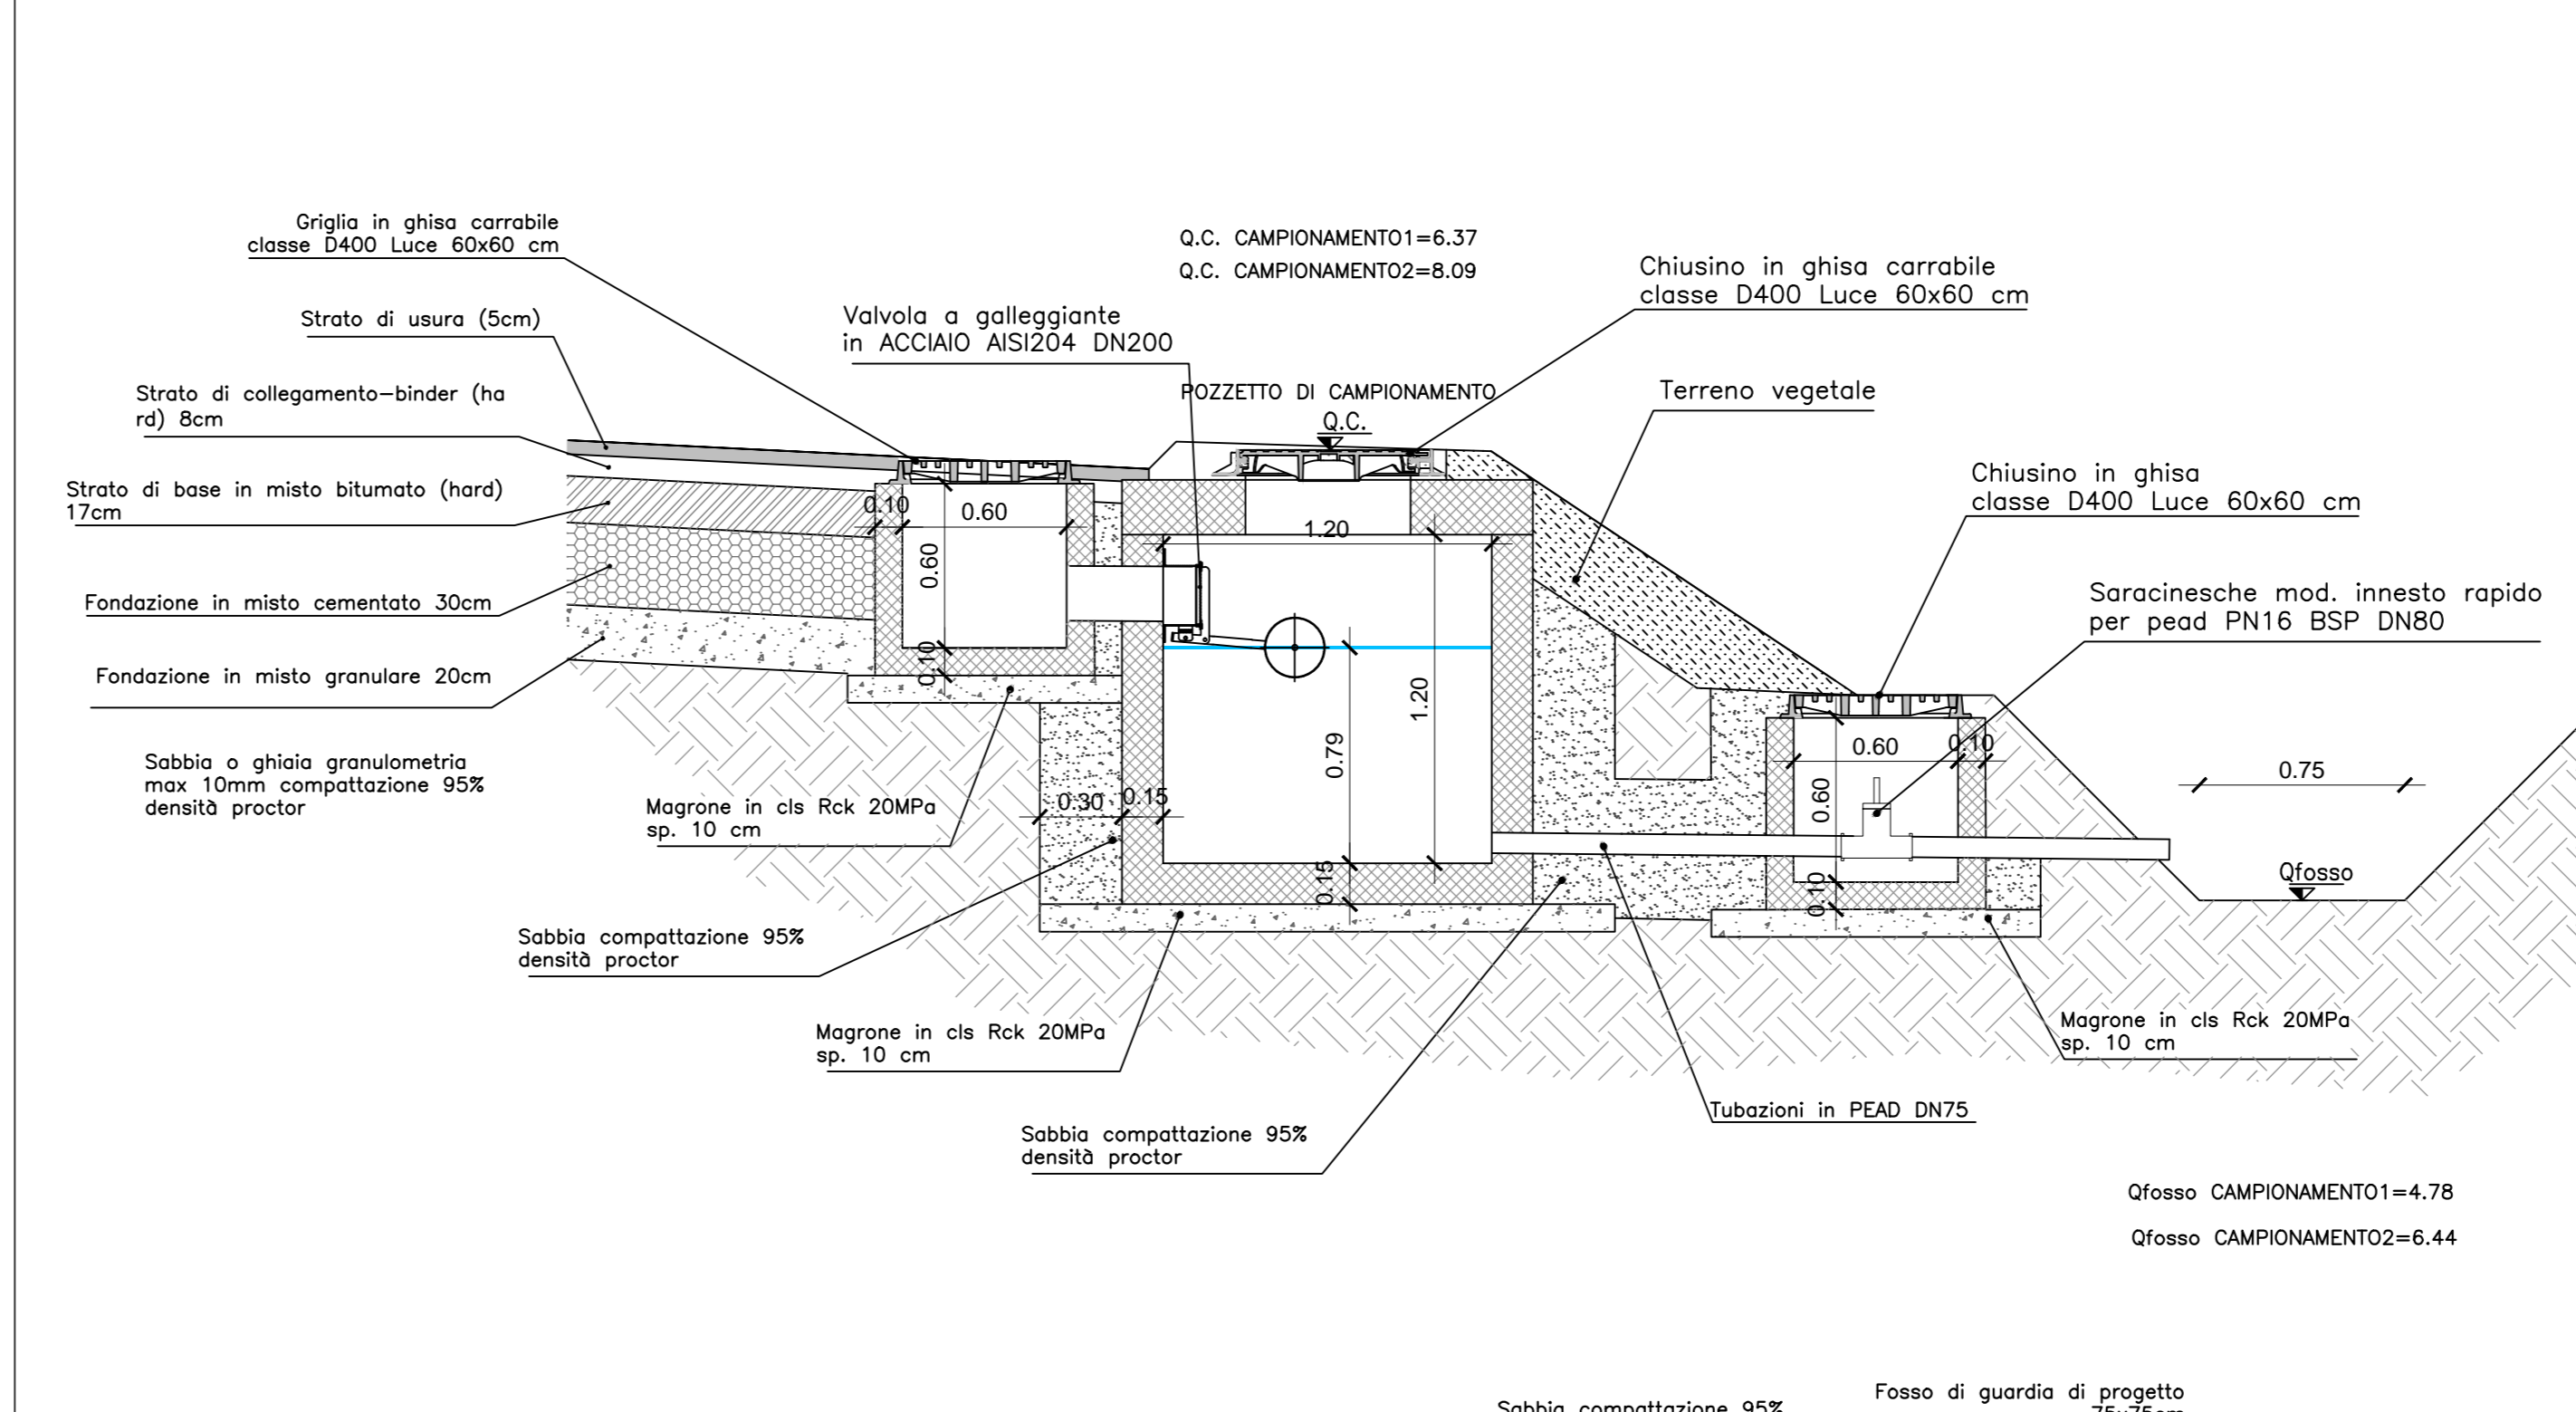 Griglia in ghisa carrabile
classe D400 Luce 60x60 cm
Q.C. CAMPIONAMENTO1=6.37
Q.C. CAMPIONAMENTO2=8.09
Chiusino in ghisa carrabile
classe D400 Luce 60x60 cm
Strato di usura (5cm)
Valvola a galleggiante
in ACCIAIO AISI204 DN200
Strato di collegamento-binder (ha
rd) 8cm
POZZETTO DI CAMPIONAMENTO
Q.C.
Terreno vegetale
Strato di base in misto bitumato (hard)
17cm
Chiusino in ghisa
classe D400 Luce 60x60 cm
0.10
0.60
1.20
0.60
Fondazione in misto cementato 30cm
Saracinesche mod. innesto rapido
per pead PN16 BSP DN80
0.10
Fondazione in misto granulare 20cm
1.20
0.79
0.60
0.10
0.75
Sabbia o ghiaia granulometria
max 10mm compattazione 95%
densità proctor
Magrone in cls Rck 20MPa
sp. 10 cm
0.30
0.15
0.60
0.15
0.10
Qfosso
Sabbia compattazione 95%
densità proctor
Magrone in cls Rck 20MPa
sp. 10 cm
Magrone in cls Rck 20MPa
sp. 10 cm
Sabbia compattazione 95%
densità proctor
Tubazioni in PEAD DN75
Qfosso CAMPIONAMENTO1=4.78
Qfosso CAMPIONAMENTO2=6.44
Fosso di guardia di progetto
75x75cm
Sabbia compattazione 95%